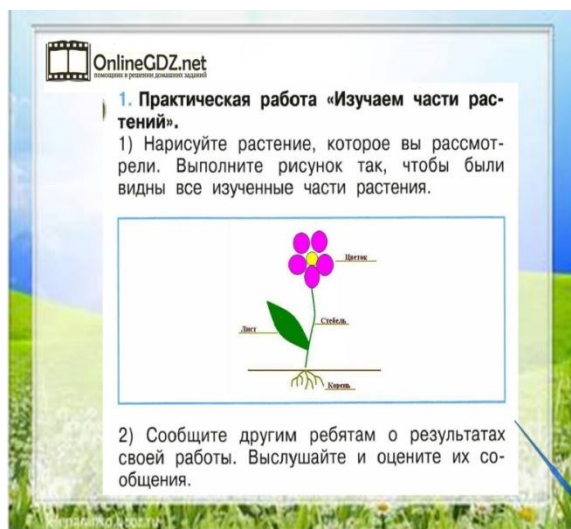 OnlineGDZ.net
помощник в решении домашних заданий
1. Практическая работа «Изучаем части рас-
тений».
1) Нарисуйте растение, которое вы рассмот-
рели. Выполните рисунок так, чтобы были
видны все изученные части растения.
Цветок
Стебель
Лист
Корень
2) Сообщите другим ребятам о результатах
своей работы. Выслушайте и оцените их со-
общения.